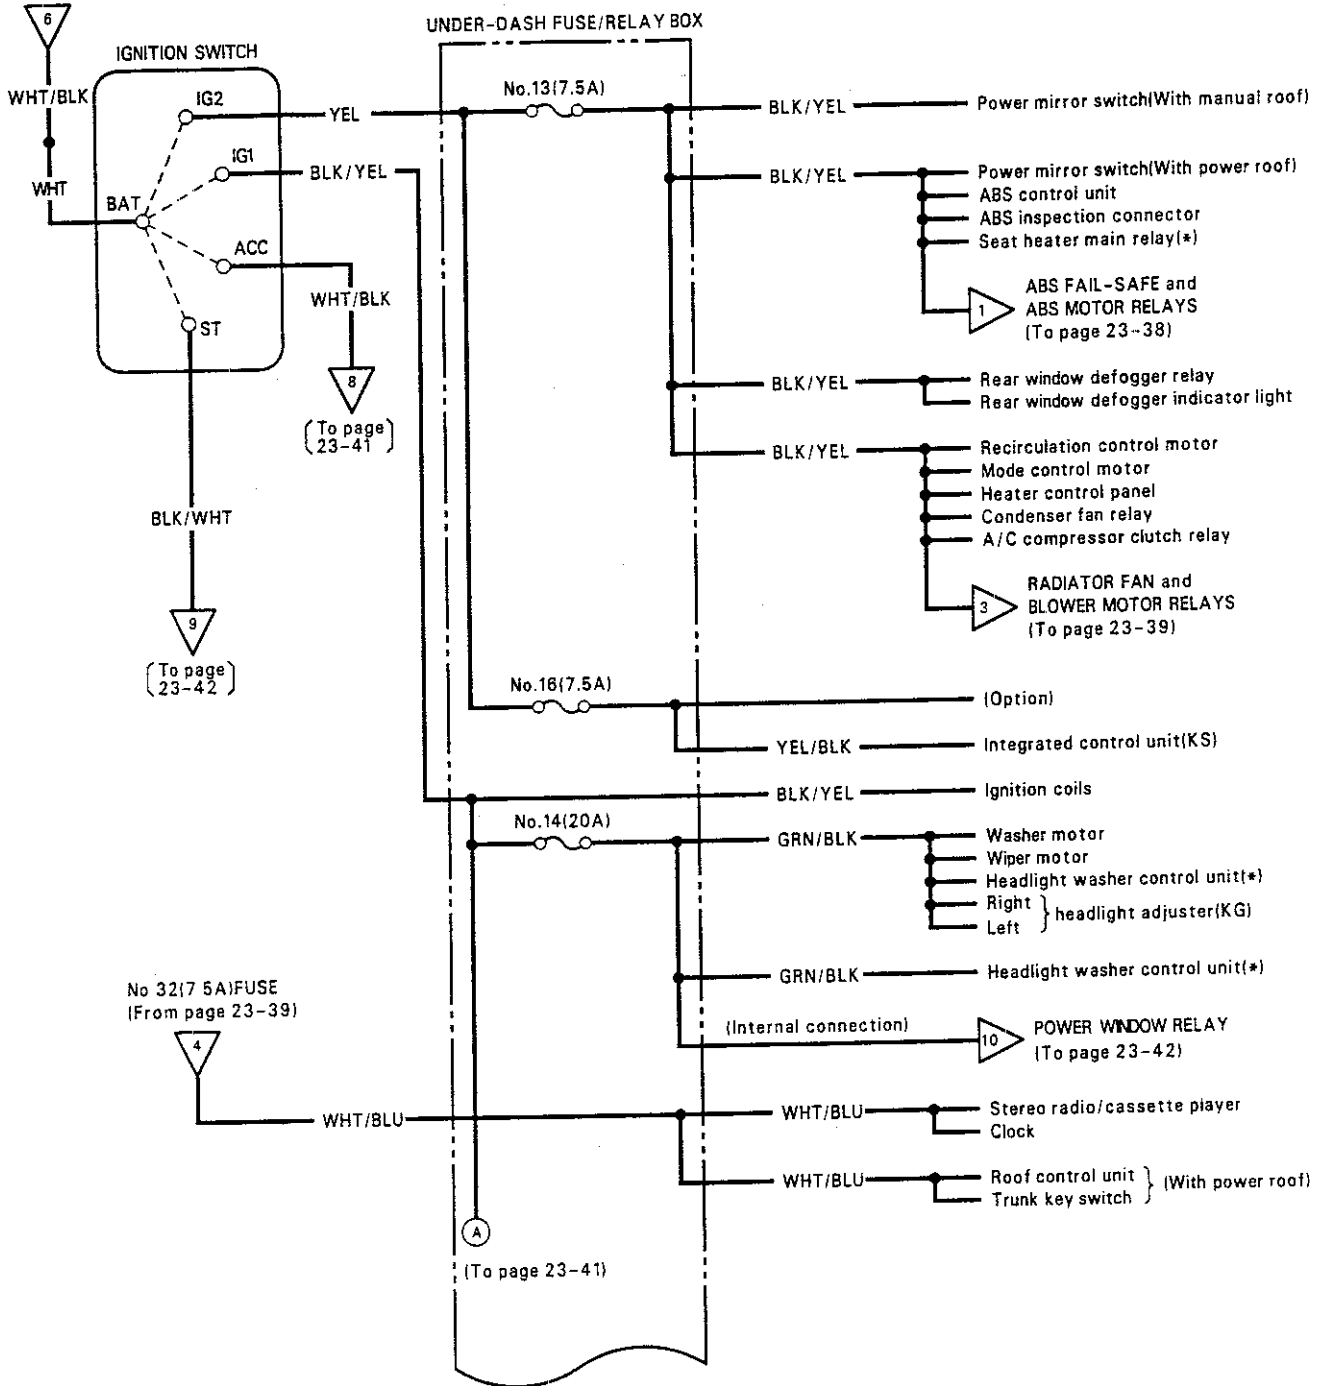 6
UNDER-DASH FUSE/RELAY BOX
IGNITION SWITCH
WHT/BLK
IG2
YEL
No.13(7.5A)
BLK/YEL
Power mirror switch(With manual roof)
IG1
BLK/YEL
WHT
BAT
BLK/YEL
Power mirror switch(With power roof)
ABS control unit
ABS inspection connector
Seat heater main relay(*)
ACC
WHT/BLK
1
ABS FAIL-SAFE and
ABS MOTOR RELAYS
(To page 23-38)
ST
8
(To page
23-41)
BLK/YEL
Rear window defogger relay
Rear window defogger indicator light
BLK/YEL
Recirculation control motor
Mode control motor
Heater control panel
Condenser fan relay
A/C compressor clutch relay
BLK/WHT
3
RADIATOR FAN and
BLOWER MOTOR RELAYS
(To page 23-39)
9
(To page
23-42)
No.16(7.5A)
(Option)
YEL/BLK
Integrated control unit(KS)
BLK/YEL
Ignition coils
No.14(20A)
GRN/BLK
Washer motor
Wiper motor
Headlight washer control unit(*)
Right
Left
headlight adjuster(KG)
GRN/BLK
Headlight washer control unit(*)
No 32(7 5A)FUSE
(From page 23-39)
4
(Internal connection)
10
POWER WINDOW RELAY
(To page 23-42)
WHT/BLU
WHT/BLU
Stereo radio/cassette player
Clock
WHT/BLU
Roof control unit
Trunk key switch
(With power roof)
A
(To page 23-41)